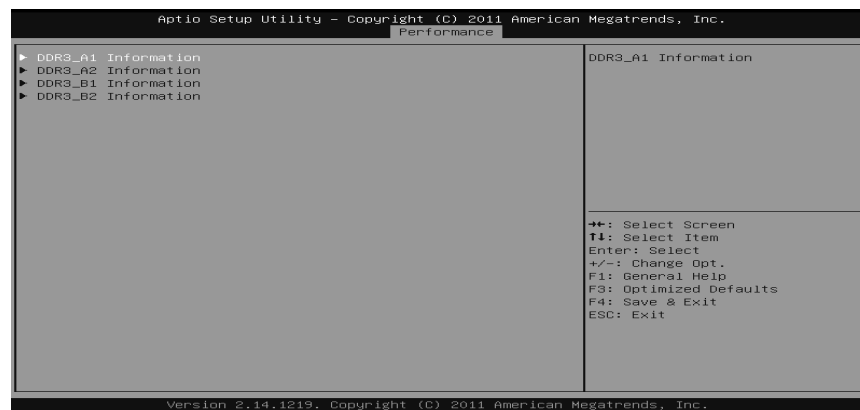 Aptio Setup Utility – Copyright (C) 2011 American Megatrends, Inc.
Performance
► DDR3_A1 Information
► DDR3_A2 Information
► DDR3_B1 Information
► DDR3_B2 Information
DDR3_A1 Information
→←: Select Screen
↑↓: Select Item
Enter: Select
+/-: Change Opt.
F1: General Help
F3: Optimized Defaults
F4: Save & Exit
ESC: Exit
Version 2.14.1219. Copyright (C) 2011 American Megatrends, Inc.